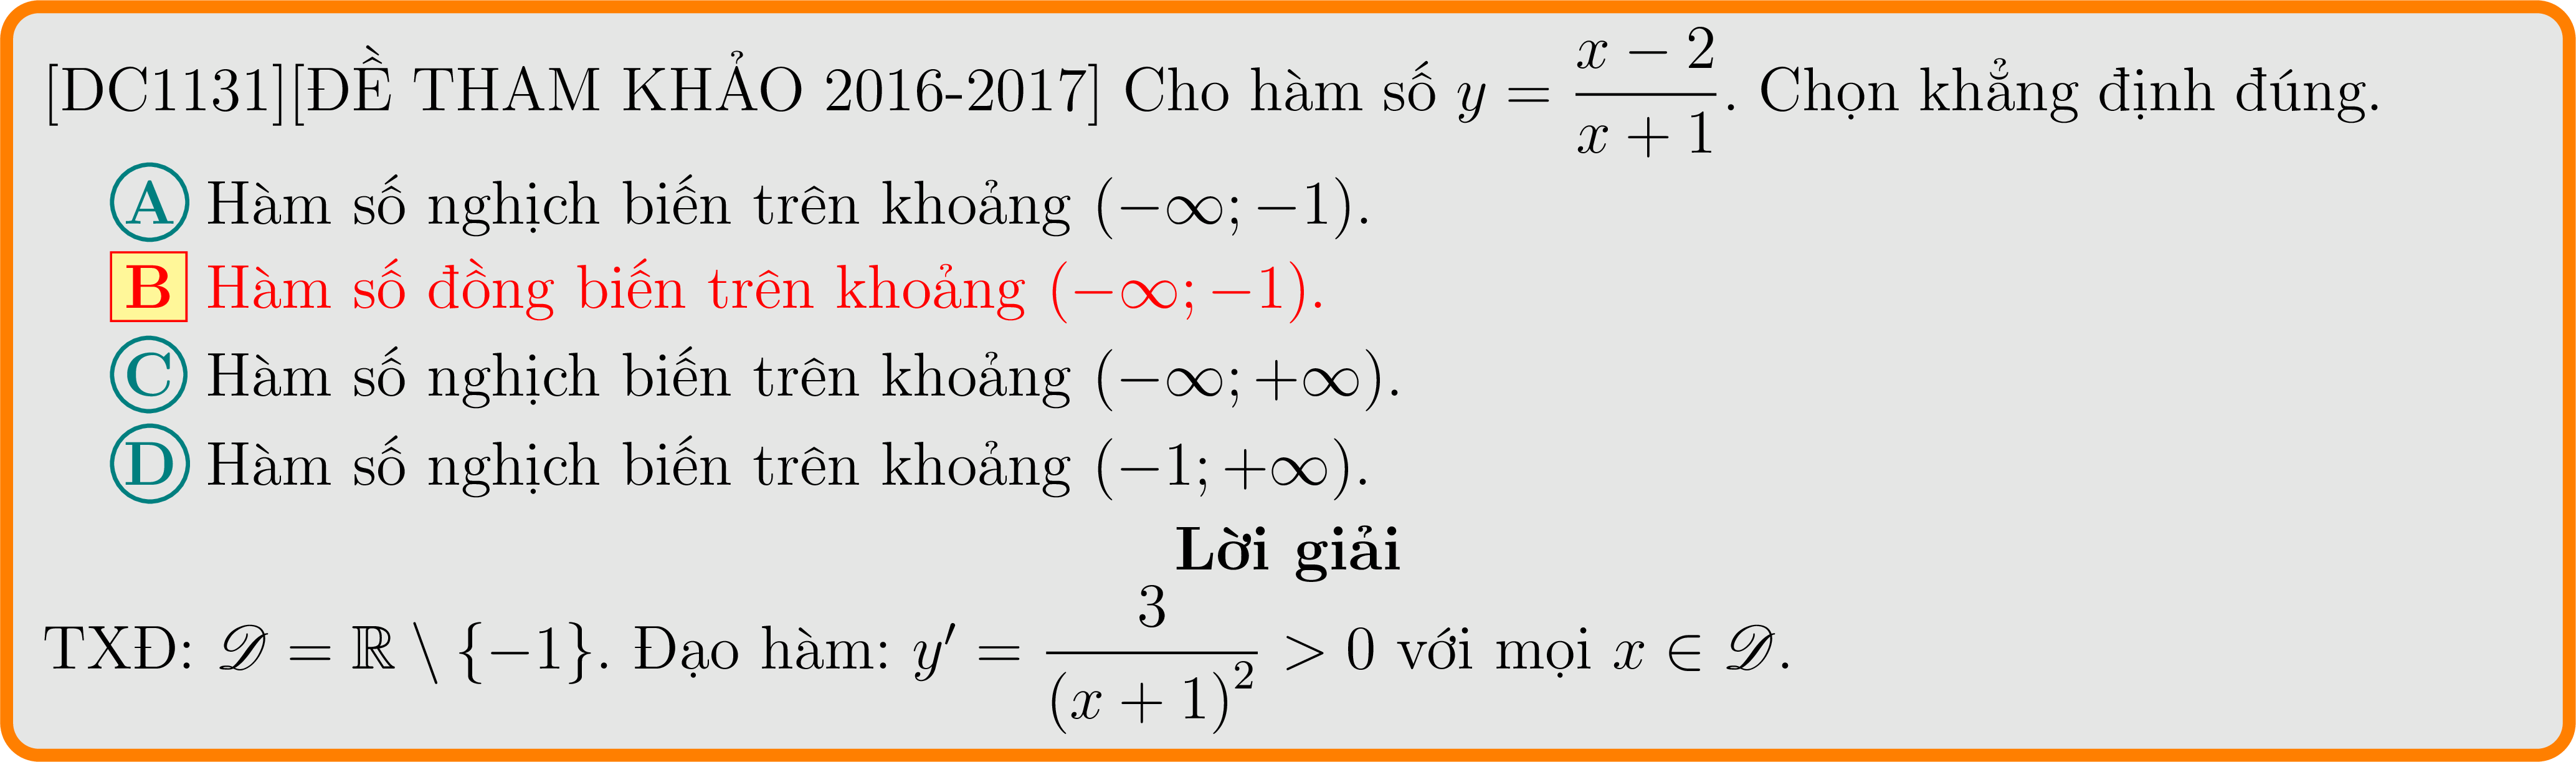 [DC1131][ĐỀ THAM KHẢO 2016-2017] Cho hàm số $y = \dfrac{x-2}{x+1}$. Chọn khẳng định đúng.
A Hàm số nghịch biến trên khoảng $(-\infty; -1)$.
B Hàm số đồng biến trên khoảng $(-\infty; -1)$.
C Hàm số nghịch biến trên khoảng $(-\infty; +\infty)$.
D Hàm số nghịch biến trên khoảng $(-1; +\infty)$.
Lời giải
TXĐ: $\mathscr{D} = \mathbb{R} \setminus \{-1\}$. Đạo hàm: $y' = \dfrac{3}{(x+1)^2} > 0$ với mọi $x \in \mathscr{D}$.